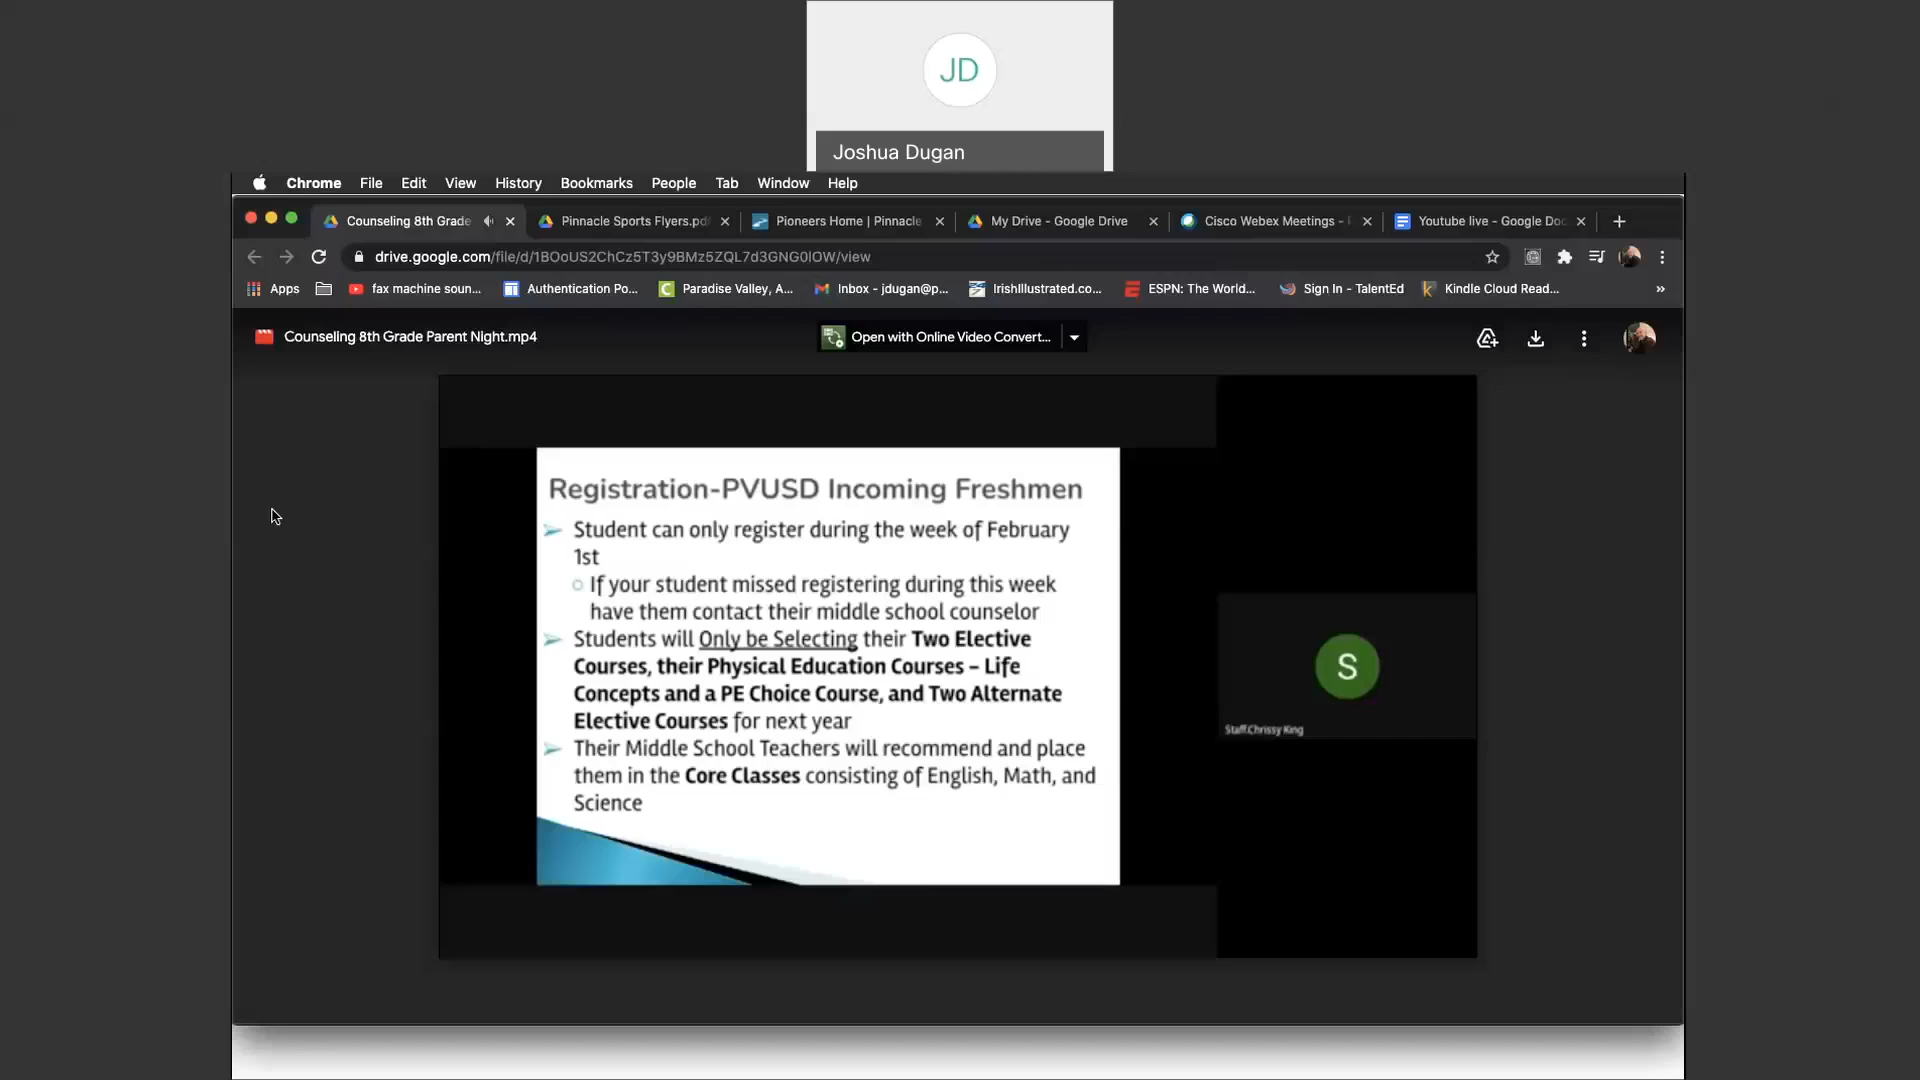 JD
Joshua Dugan
Chrome File Edit View History Bookmarks People Tab Window Help
Counseling 8th Grade Pinnacle Sports Flyers.pdf Pioneers Home | Pinnacle My Drive - Google Drive Cisco Webex Meetings - Youtube live - Google Doc
drive.google.com/file/d/1BOoUS2ChCz5T3y9BMz5ZQL7d3GNG0lOW/view
Apps fax machine soun... Authentication Po... Paradise Valley, A... Inbox - jdugan@p... IrishIllustrated.co... ESPN: The World... Sign In - TalentEd Kindle Cloud Read... »
Counseling 8th Grade Parent Night.mp4 Open with Online Video Convert...
Registration-PVUSD Incoming Freshmen
Student can only register during the week of February
1st
If your student missed registering during this week
have them contact their middle school counselor
Students will Only be Selecting their Two Elective
Courses, their Physical Education Courses – Life
Concepts and a PE Choice Course, and Two Alternate
Elective Courses for next year
Their Middle School Teachers will recommend and place
them in the Core Classes consisting of English, Math, and
Science
S
Staff.Chrissy King